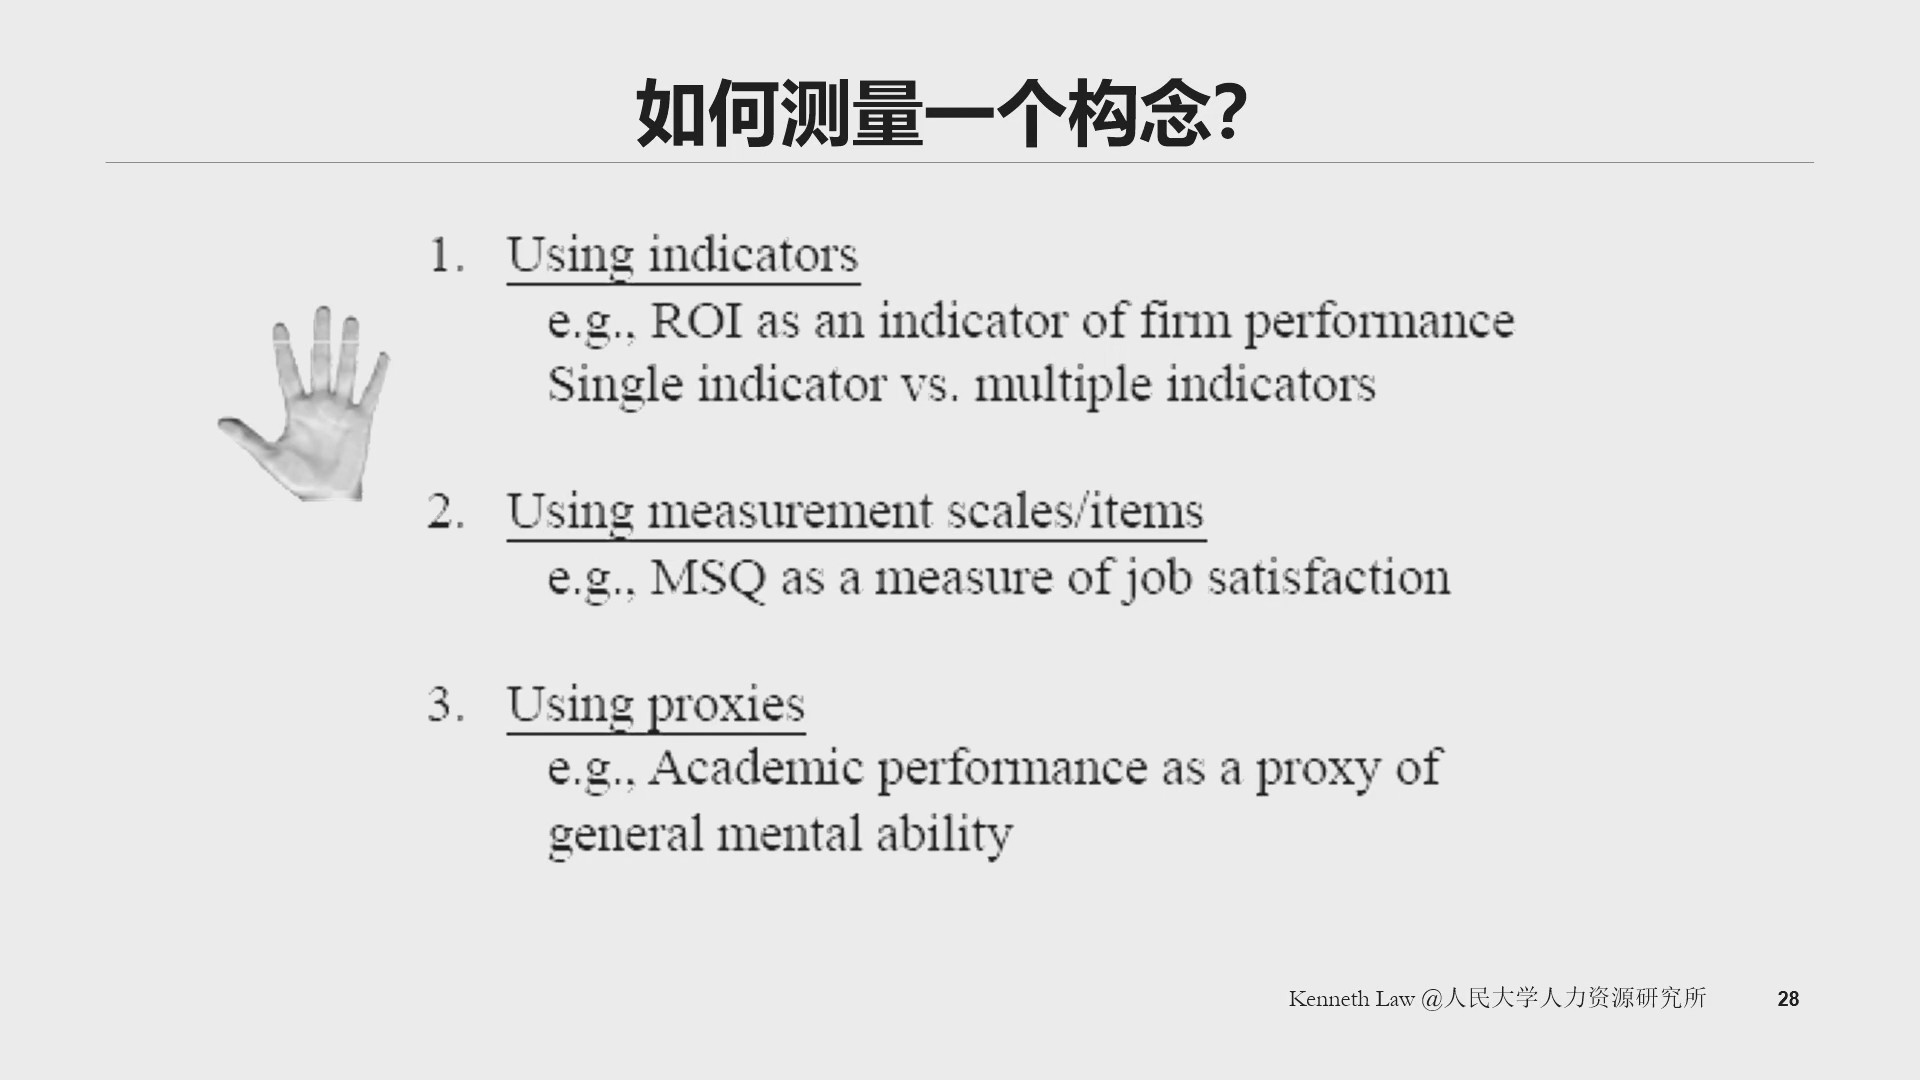 如何测量一个构念?
1. Using indicators
e.g., ROI as an indicator of firm performance
Single indicator vs. multiple indicators
2. Using measurement scales/items
e.g., MSQ as a measure of job satisfaction
3. Using proxies
e.g., Academic performance as a proxy of
general mental ability
Kenneth Law @人民大学人力资源研究所 28